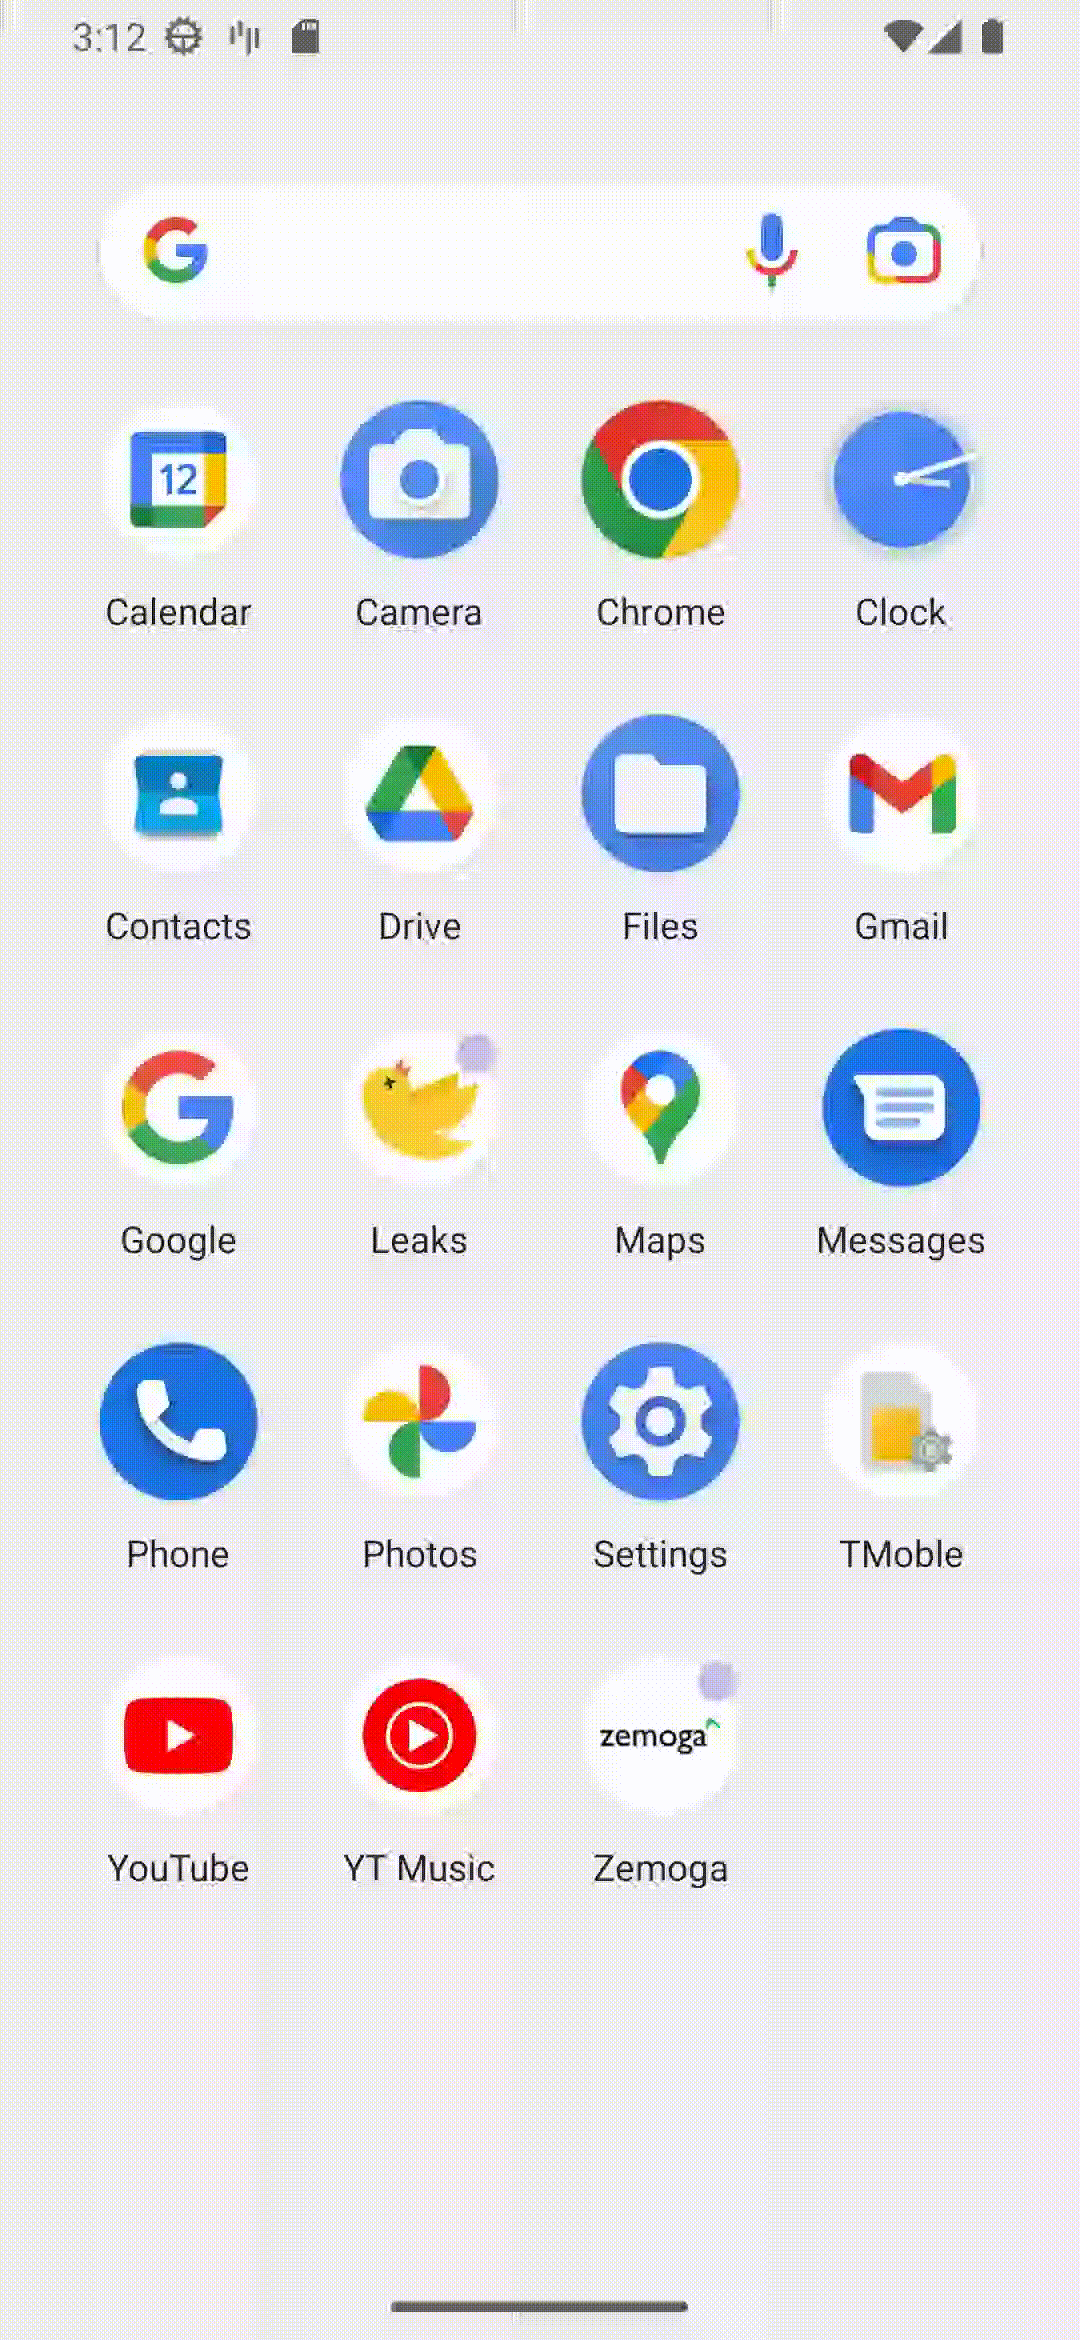 3:12
12
Calendar Camera Chrome Clock
Contacts Drive Files Gmail
Google Leaks Maps Messages
Phone Photos Settings TMoble
zemoga
YouTube YT Music Zemoga